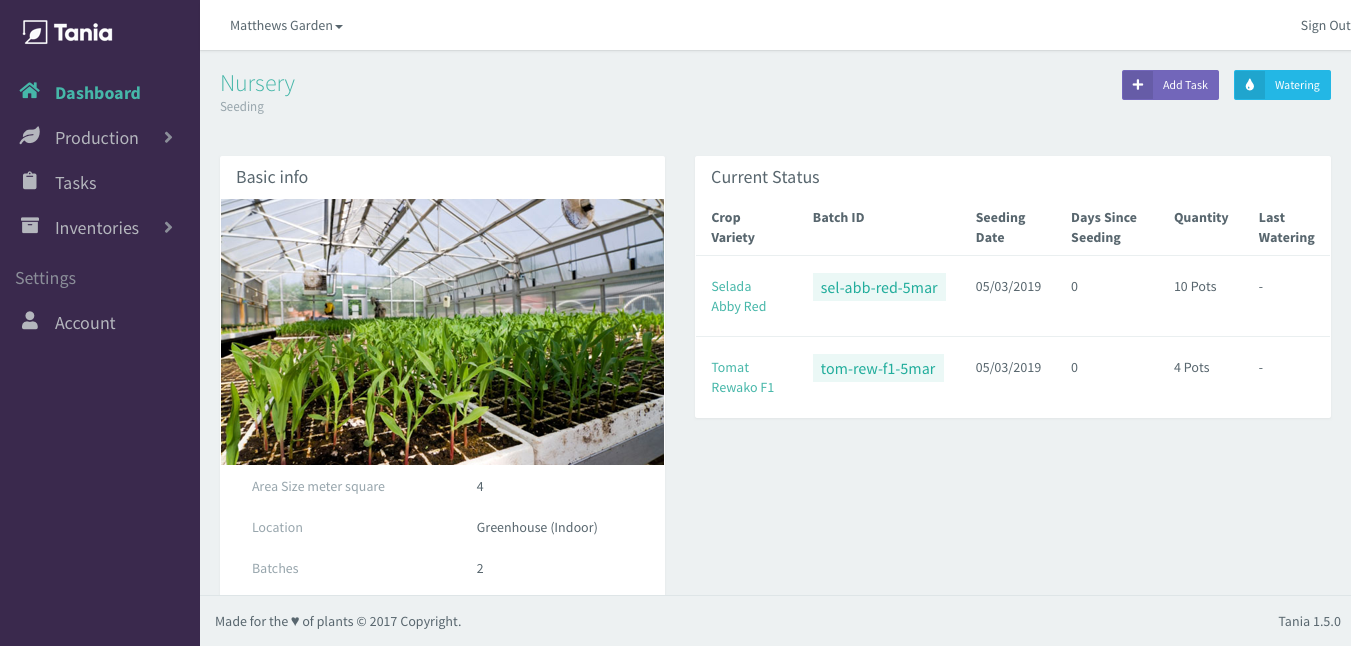 Tania
Matthews Garden
Sign Out
Dashboard
Production
Tasks
Inventories
Settings
Account
Nursery
Seeding
Add Task
Watering
Basic info
Area Size meter square 4
Location Greenhouse (Indoor)
Batches 2
Current Status
Crop Variety Batch ID Seeding Date Days Since Seeding Quantity Last Watering
Selada Abby Red sel-abb-red-5mar 05/03/2019 0 10 Pots -
Tomat Rewako F1 tom-rew-f1-5mar 05/03/2019 0 4 Pots -
Made for the ♥ of plants © 2017 Copyright.
Tania 1.5.0